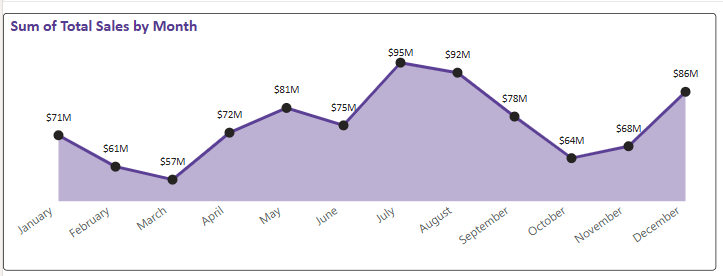 Sum of Total Sales by Month
$71M
$61M
$57M
$72M
$81M
$75M
$95M
$92M
$78M
$64M
$68M
$86M
January
February
March
April
May
June
July
August
September
October
November
December